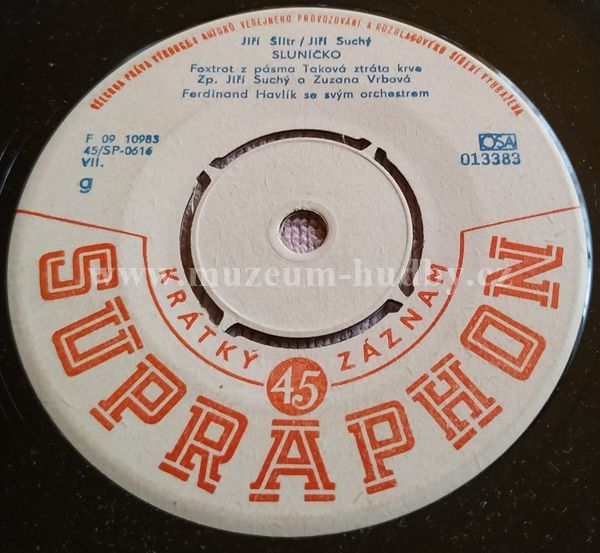 VŠECHNA PRÁVA VÝROBCE I AUTORŮ, VEŘEJNÉHO PROVOZOVÁNÍ A ROZHLASOVÉHO ŠÍŘENÍ VYHRAZENA
Jiří Šlitr / Jiří Suchý
SLUNÍČKO
Foxtrot z pásma Taková ztráta krve
Zp. Jiří Suchý a Zuzana Vrbová
Ferdinand Havlík se svým orchestrem
F 09 10983
45/SP-0616
VII.
g
OSA
013383
www.muzeum-hudby.cz
KRÁTKÝ 45 ZÁZNAM
SUPRAPHON